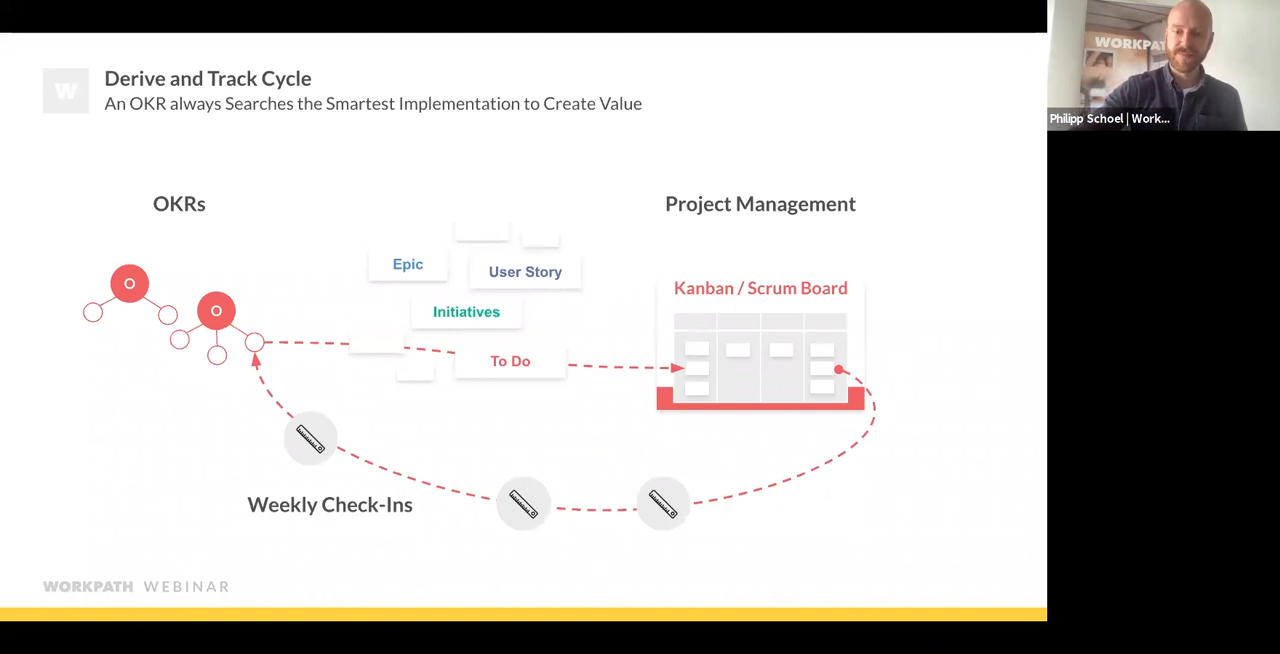 W
Derive and Track Cycle
An OKR always Searches the Smartest Implementation to Create Value
OKRs
Project Management
Epic
User Story
Initiatives
To Do
Kanban / Scrum Board
O
O
Weekly Check-Ins
WORKPATH WEBINAR
WORKPAT
Philipp Schoel | Work...